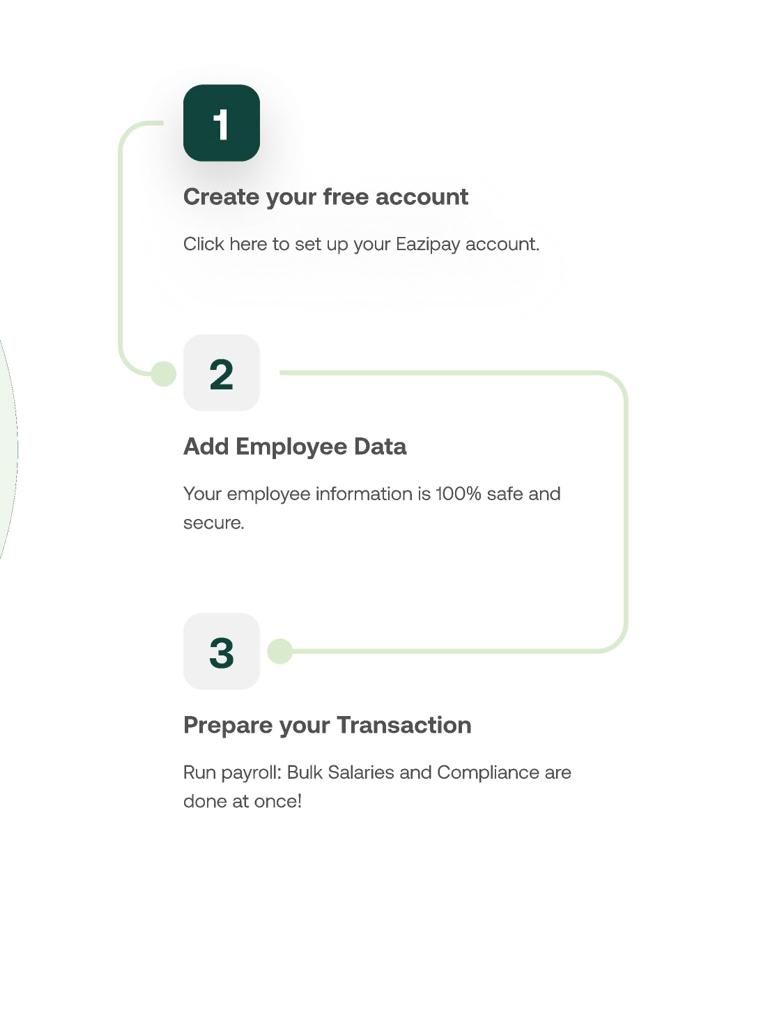 1
Create your free account
Click here to set up your Eazipay account.
2
Add Employee Data
Your employee information is 100% safe and
secure.
3
Prepare your Transaction
Run payroll: Bulk Salaries and Compliance are
done at once!